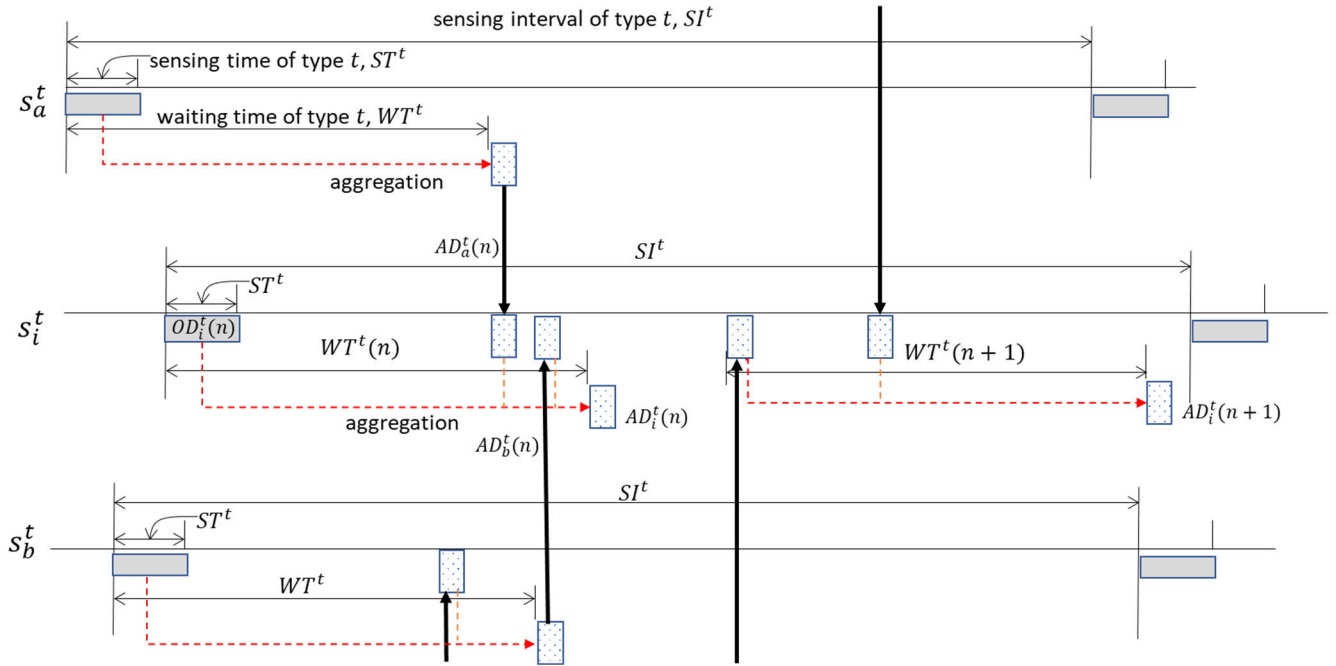 sensing interval of type t, SI^t
sensing time of type t, ST^t
s_a^t
waiting time of type t, WT^t
aggregation
AD_a^t(n)
SI^t
ST^t
s_i^t
OD_i^t(n)
WT^t(n)
WT^t(n + 1)
AD_i^t(n)
AD_i^t(n + 1)
aggregation
AD_b^t(n)
SI^t
ST^t
s_b^t
WT^t